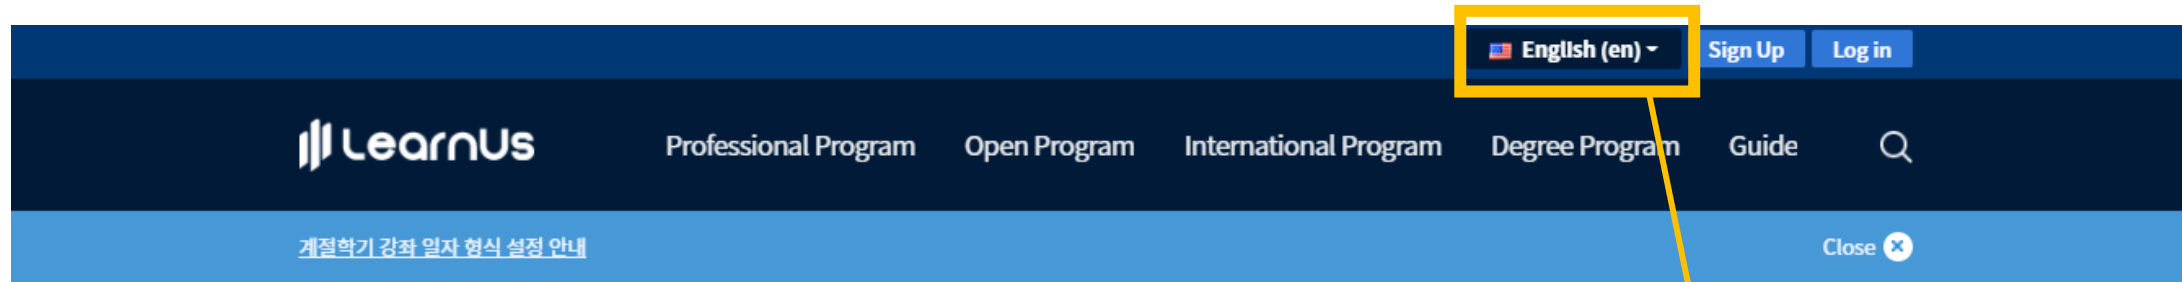 English (en)
Sign Up
Log in
LearnUs
Professional Program
Open Program
International Program
Degree Program
Guide
계절학기 강좌 일자 형식 설정 안내
Close